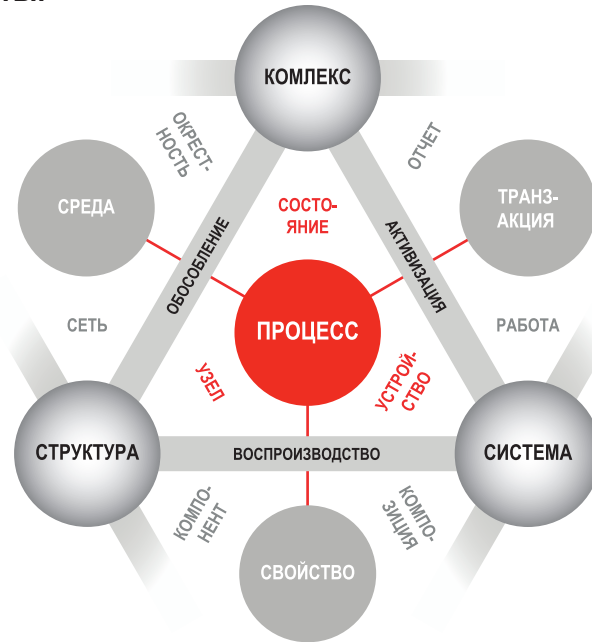 КОМЛЕКС
ОКРЕСТ-
НОСТЬ
ОТЧЕТ
СРЕДА
СОСТО-
ЯНИЕ
ТРАНЗ-
АКЦИЯ
ОБОСОБЛЕНИЕ
АКТИВИЗАЦИЯ
СЕТЬ
ПРОЦЕСС
РАБОТА
УЗЕЛ
УСТРОЙ-
СТВО
СТРУКТУРА
ВОСПРОИЗВОДСТВО
СИСТЕМА
КОМПО-
НЕНТ
КОМПО-
ЗИЦИЯ
СВОЙСТВО